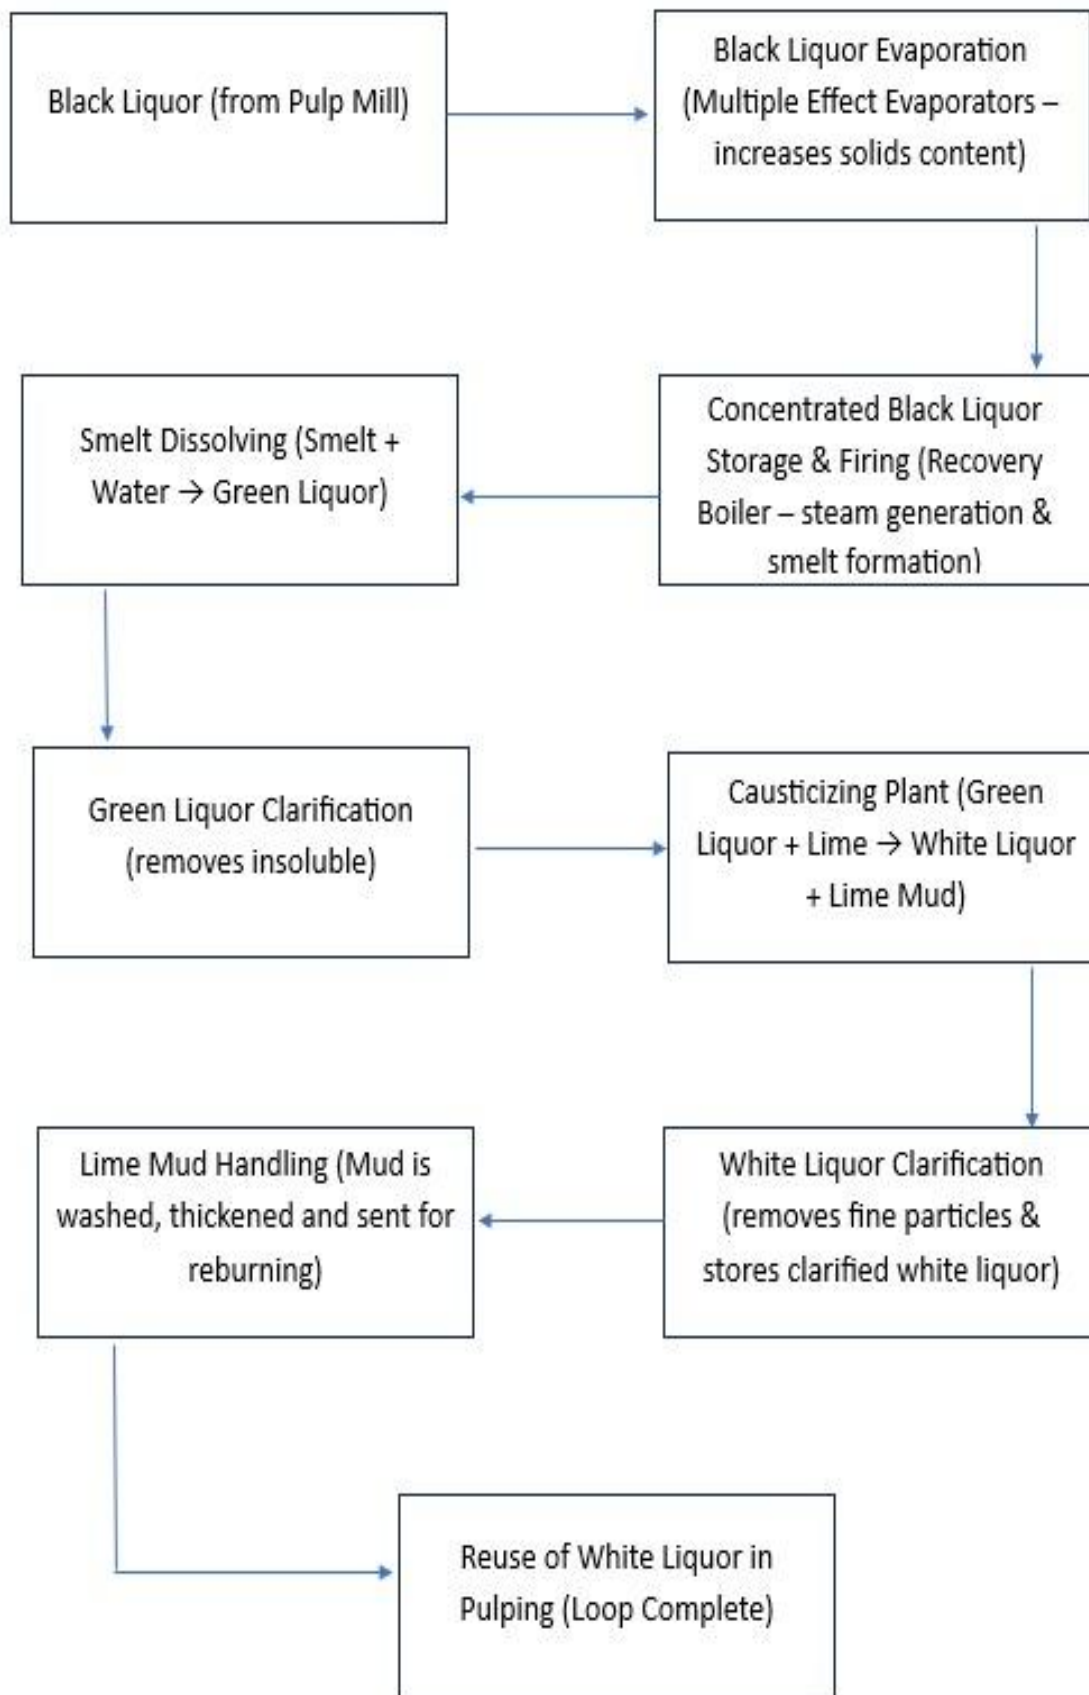 Black Liquor (from Pulp Mill)
Black Liquor Evaporation
(Multiple Effect Evaporators –
increases solids content)
Concentrated Black Liquor
Storage & Firing (Recovery
Boiler – steam generation &
smelt formation)
Smelt Dissolving (Smelt +
Water → Green Liquor)
Green Liquor Clarification
(removes insoluble)
Causticizing Plant (Green
Liquor + Lime → White Liquor
+ Lime Mud)
White Liquor Clarification
(removes fine particles &
stores clarified white liquor)
Lime Mud Handling (Mud is
washed, thickened and sent for
reburning)
Reuse of White Liquor in
Pulping (Loop Complete)